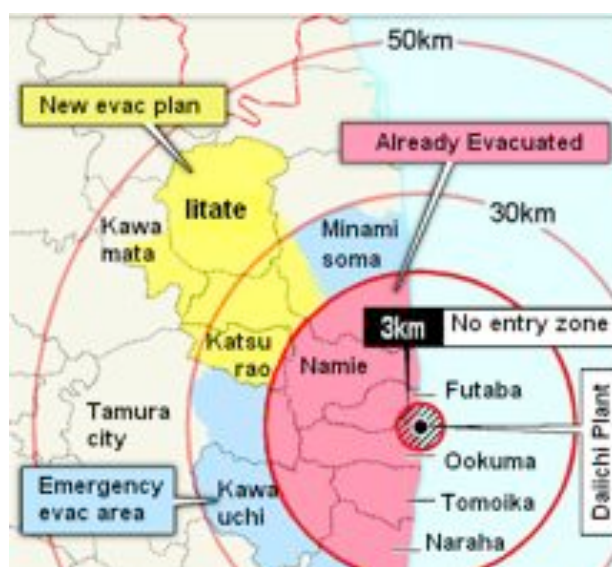 50km
New evac plan
Already Evacuated
Iitate
30km
Kawa
mata
Minami
soma
3km
No entry zone
Katsu
rao
Namie
Futaba
Tamura
city
Daiichi Plant
Ookuma
Emergency
evac area
Kawa
uchi
Tomoika
Naraha